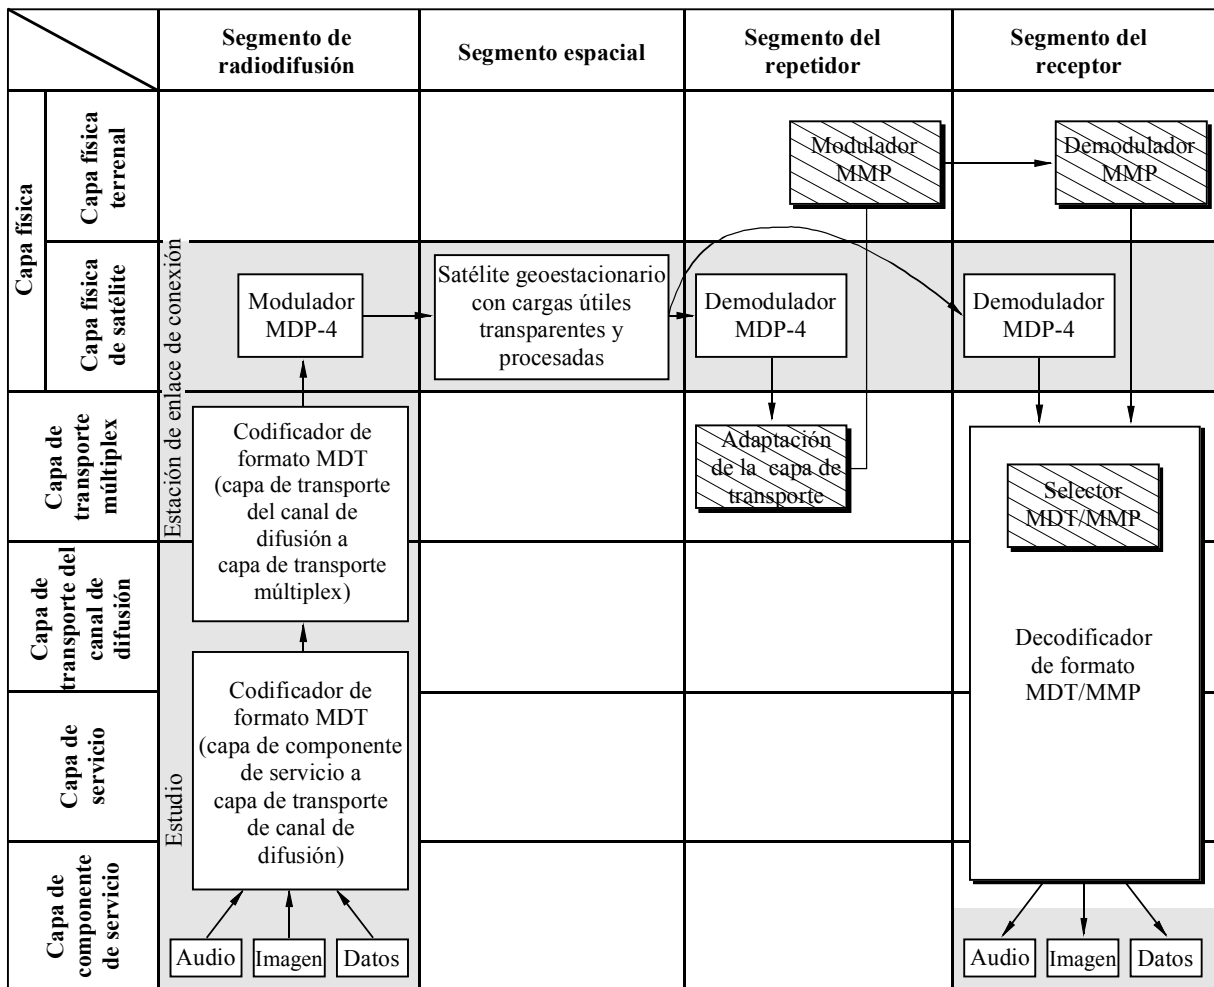 Segmento de
radiodifusión
Segmento espacial
Segmento del
repetidor
Segmento del
receptor
Capa física
Capa física
terrenal
Modulador
MMP
Demodulador
MMP
Capa física
de satélite
Estación de enlace de conexión
Modulador
MDP-4
Satélite geoestacionario
con cargas útiles
transparentes y
procesadas
Demodulador
MDP-4
Demodulador
MDP-4
Capa de
transporte
múltiplex
Codificador de
formato MDT
(capa de transporte
del canal de
difusión a
capa de transporte
múltiplex)
Adaptación
de la capa de
transporte
Selector
MDT/MMP
Capa de
transporte del
canal de
difusión
Decodificador
de formato
MDT/MMP
Capa de
servicio
Estudio
Codificador de
formato MDT
(capa de componente
de servicio a
capa de transporte
de canal de
difusión)
Capa de
componente
de servicio
Audio
Imagen
Datos
Audio
Imagen
Datos